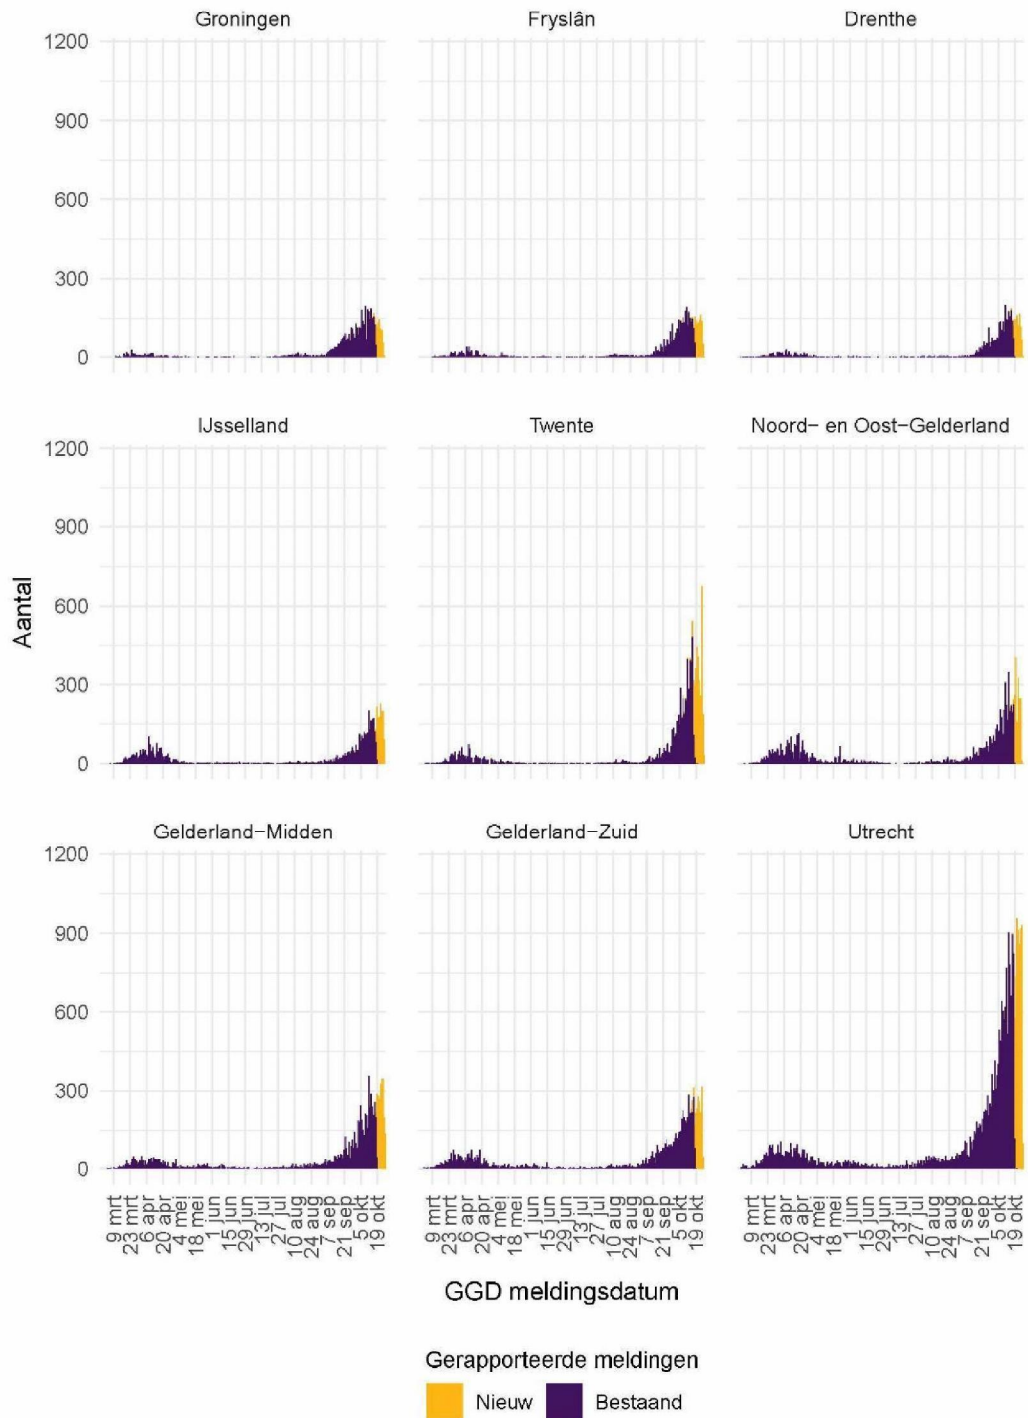 Groningen Fryslân Drenthe
1200
900
600
300
0
IJsselland Twente Noord- en Oost-Gelderland
1200
900
600
300
0
Aantal
Gelderland-Midden Gelderland-Zuid Utrecht
1200
900
600
300
0
9 mrt 23 mrt 6 apr 20 apr 4 mei 18 mei 1 jun 15 jun 29 jun 13 jul 27 jul 10 aug 24 aug 7 sep 21 sep 5 okt 19 okt
9 mrt 23 mrt 6 apr 20 apr 4 mei 18 mei 1 jun 15 jun 29 jun 13 jul 27 jul 10 aug 24 aug 7 sep 21 sep 5 okt 19 okt
9 mrt 23 mrt 6 apr 20 apr 4 mei 18 mei 1 jun 15 jun 29 jun 13 jul 27 jul 10 aug 24 aug 7 sep 21 sep 5 okt 19 okt
GGD meldingsdatum
Gerapporteerde meldingen
Nieuw Bestaand